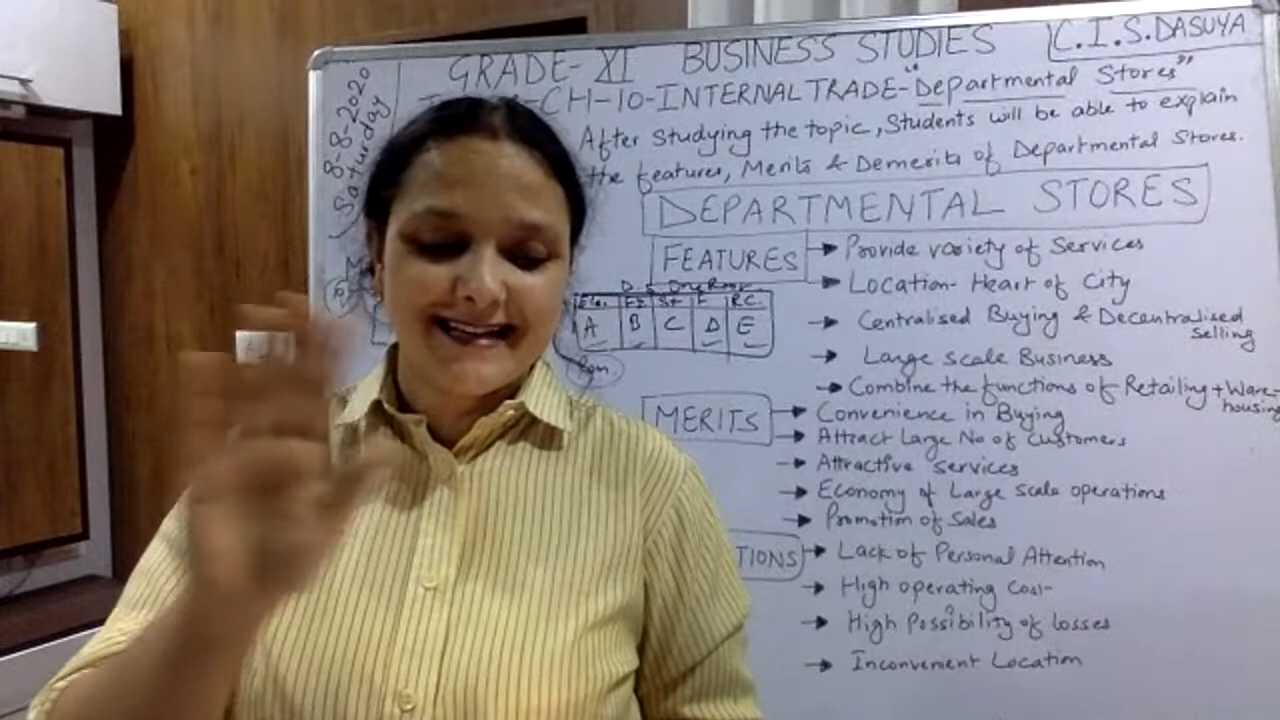 GRADE- XI BUSINESS STUDIES
C.I.S. DASUYA
8-8-2020
Saturday
CH-10-INTERNAL TRADE-"Departmental Stores"
After studying the topic, Students will be able to explain
the features, Merits & Demerits of Departmental Stores.
DEPARTMENTAL STORES
FEATURES
→ Provide variety of Services
→ Location- Heart of City
→ Centralised Buying & Decentralised
selling
→ Large Scale Business
→ Combine the functions of Retailing + Ware-
housing
A B C D E
MERITS
→ Convenience in Buying
→ Attract Large No of customers
→ Attractive services
→ Economy of Large scale operations
→ Promotion of Sales
TIONS
→ Lack of Personal Attention
→ High operating Cost
→ High Possibility of losses
→ Inconvenient Location